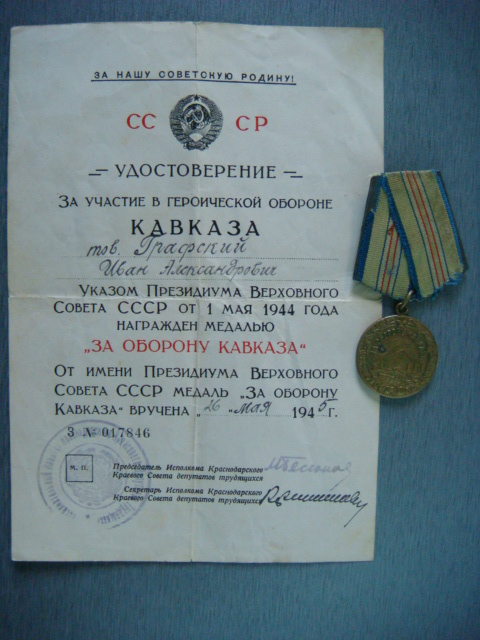 ЗА НАШУ СОВЕТСКУЮ РОДИНУ!
СС СР
УДОСТОВЕРЕНИЕ
ЗА УЧАСТИЕ В ГЕРОИЧЕСКОЙ ОБОРОНЕ
КАВКАЗА
тов. Графский
Иван Александрович
УКАЗОМ ПРЕЗИДИУМА ВЕРХОВНОГО
СОВЕТА СССР ОТ 1 МАЯ 1944 ГОДА
НАГРАЖДЕН МЕДАЛЬЮ
„ЗА ОБОРОНУ КАВКАЗА“
ОТ ИМЕНИ ПРЕЗИДИУМА ВЕРХОВНОГО
СОВЕТА СССР МЕДАЛЬ „ЗА ОБОРОНУ
КАВКАЗА“ ВРУЧЕНА „26“ мая 1945 г.
З № 017846
М. П.
Председатель Исполкома Краснодарского
Краевого Совета депутатов трудящихся
Секретарь Исполкома Краснодарского
Краевого Совета депутатов трудящихся